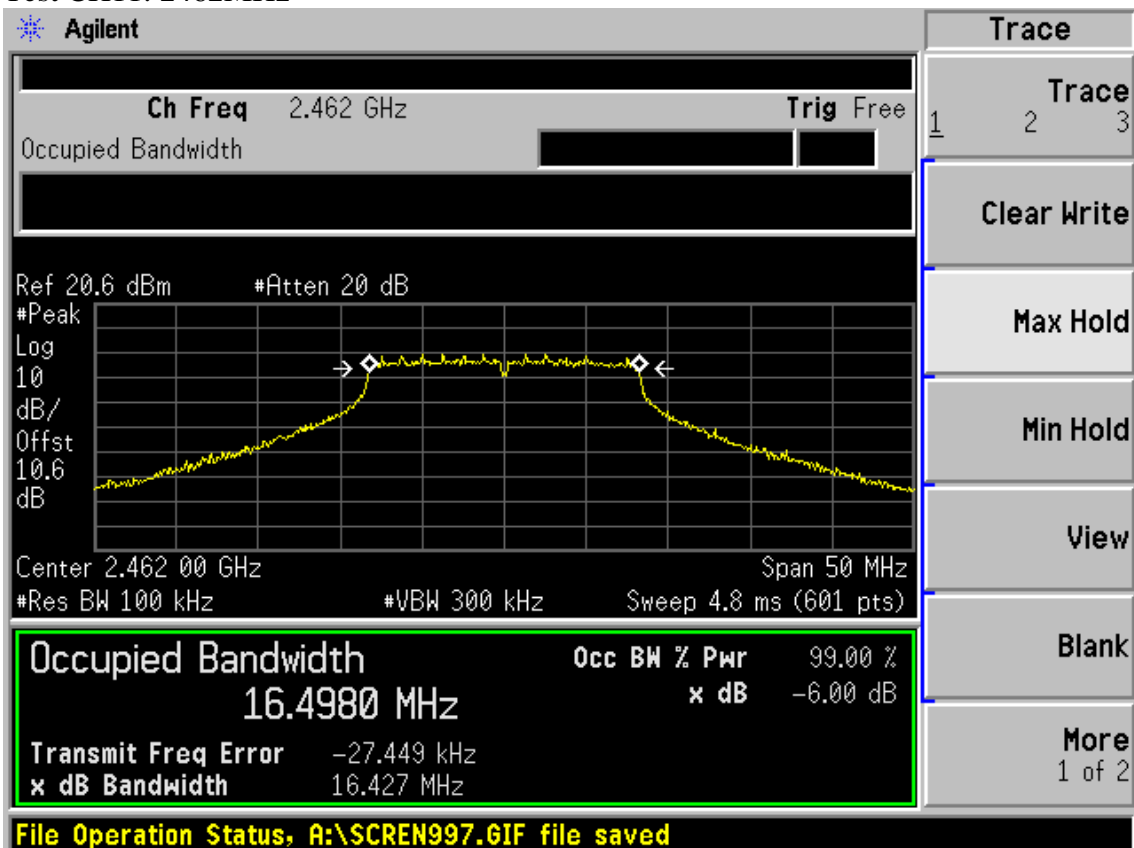 Agilent
Trace
Ch Freq 2.462 GHz Trig Free
Occupied Bandwidth
Trace
1 2 3
Clear Write
Max Hold
Min Hold
View
Blank
More
1 of 2
Ref 20.6 dBm #Atten 20 dB
#Peak
Log
10
dB/
Offst
10.6
dB
Center 2.462 00 GHz Span 50 MHz
#Res BW 100 kHz #VBW 300 kHz Sweep 4.8 ms (601 pts)
Occupied Bandwidth Occ BW % Pwr 99.00 %
16.4980 MHz x dB -6.00 dB
Transmit Freq Error -27.449 kHz
x dB Bandwidth 16.427 MHz
File Operation Status, A:\SCREN997.GIF file saved